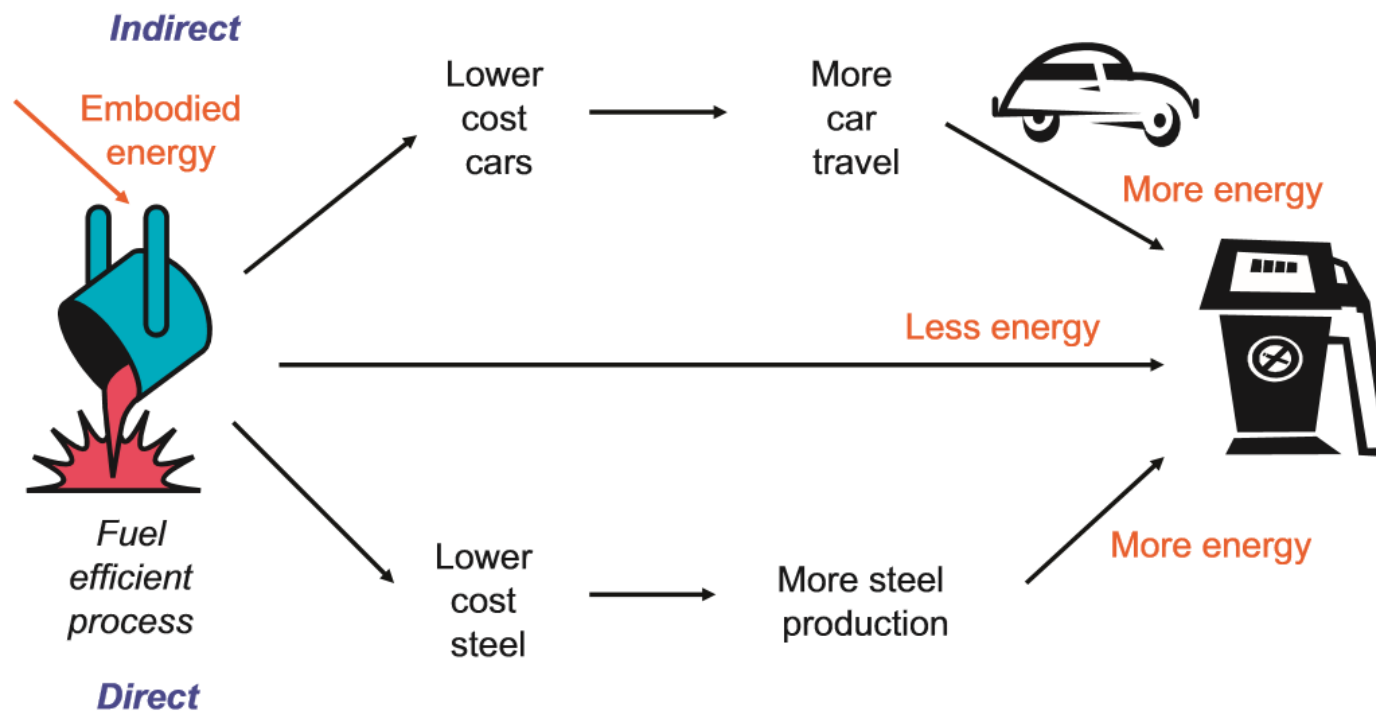 Indirect
Embodied
energy
Lower
cost
cars
More
car
travel
More energy
Less energy
Fuel
efficient
process
Lower
cost
steel
More steel
production
More energy
Direct